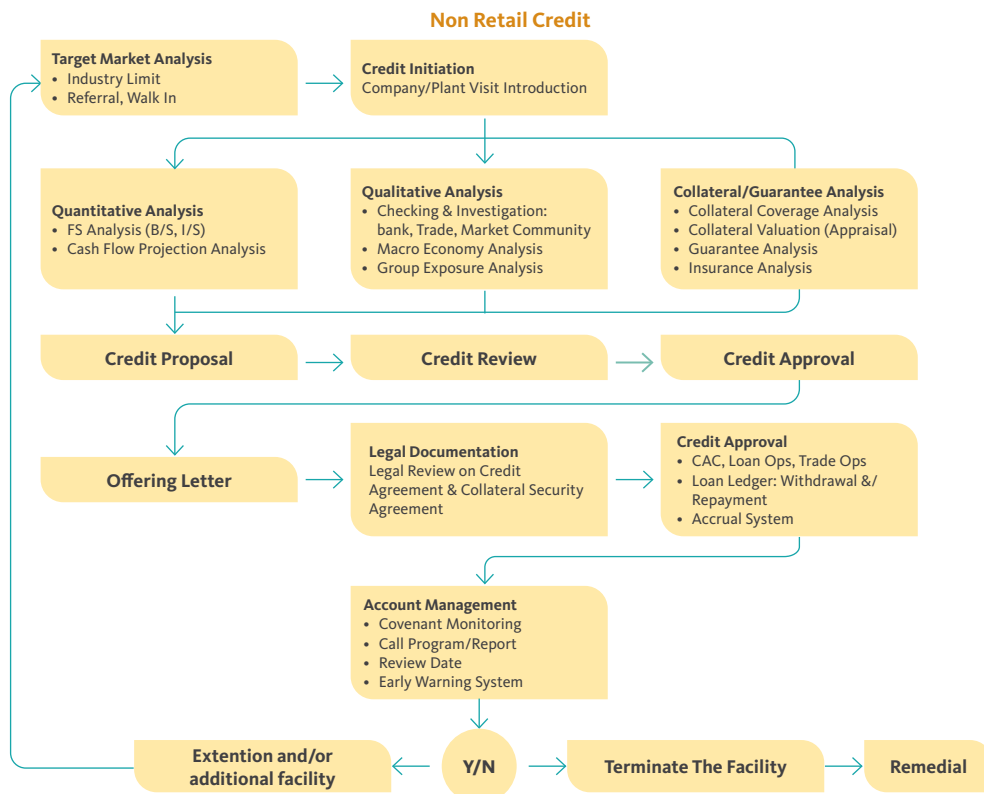 Non Retail Credit
Target Market Analysis
• Industry Limit
• Referral, Walk In
Credit Initiation
Company/Plant Visit Introduction
Quantitative Analysis
• FS Analysis (B/S, I/S)
• Cash Flow Projection Analysis
Qualitative Analysis
• Checking & Investigation:
bank, Trade, Market Community
• Macro Economy Analysis
• Group Exposure Analysis
Collateral/Guarantee Analysis
• Collateral Coverage Analysis
• Collateral Valuation (Appraisal)
• Guarantee Analysis
• Insurance Analysis
Credit Proposal
Credit Review
Credit Approval
Offering Letter
Legal Documentation
Legal Review on Credit
Agreement & Collateral Security
Agreement
Credit Approval
• CAC, Loan Ops, Trade Ops
• Loan Ledger: Withdrawal &/
Repayment
• Accrual System
Account Management
• Covenant Monitoring
• Call Program/Report
• Review Date
• Early Warning System
Extention and/or
additional facility
Y/N
Terminate The Facility
Remedial